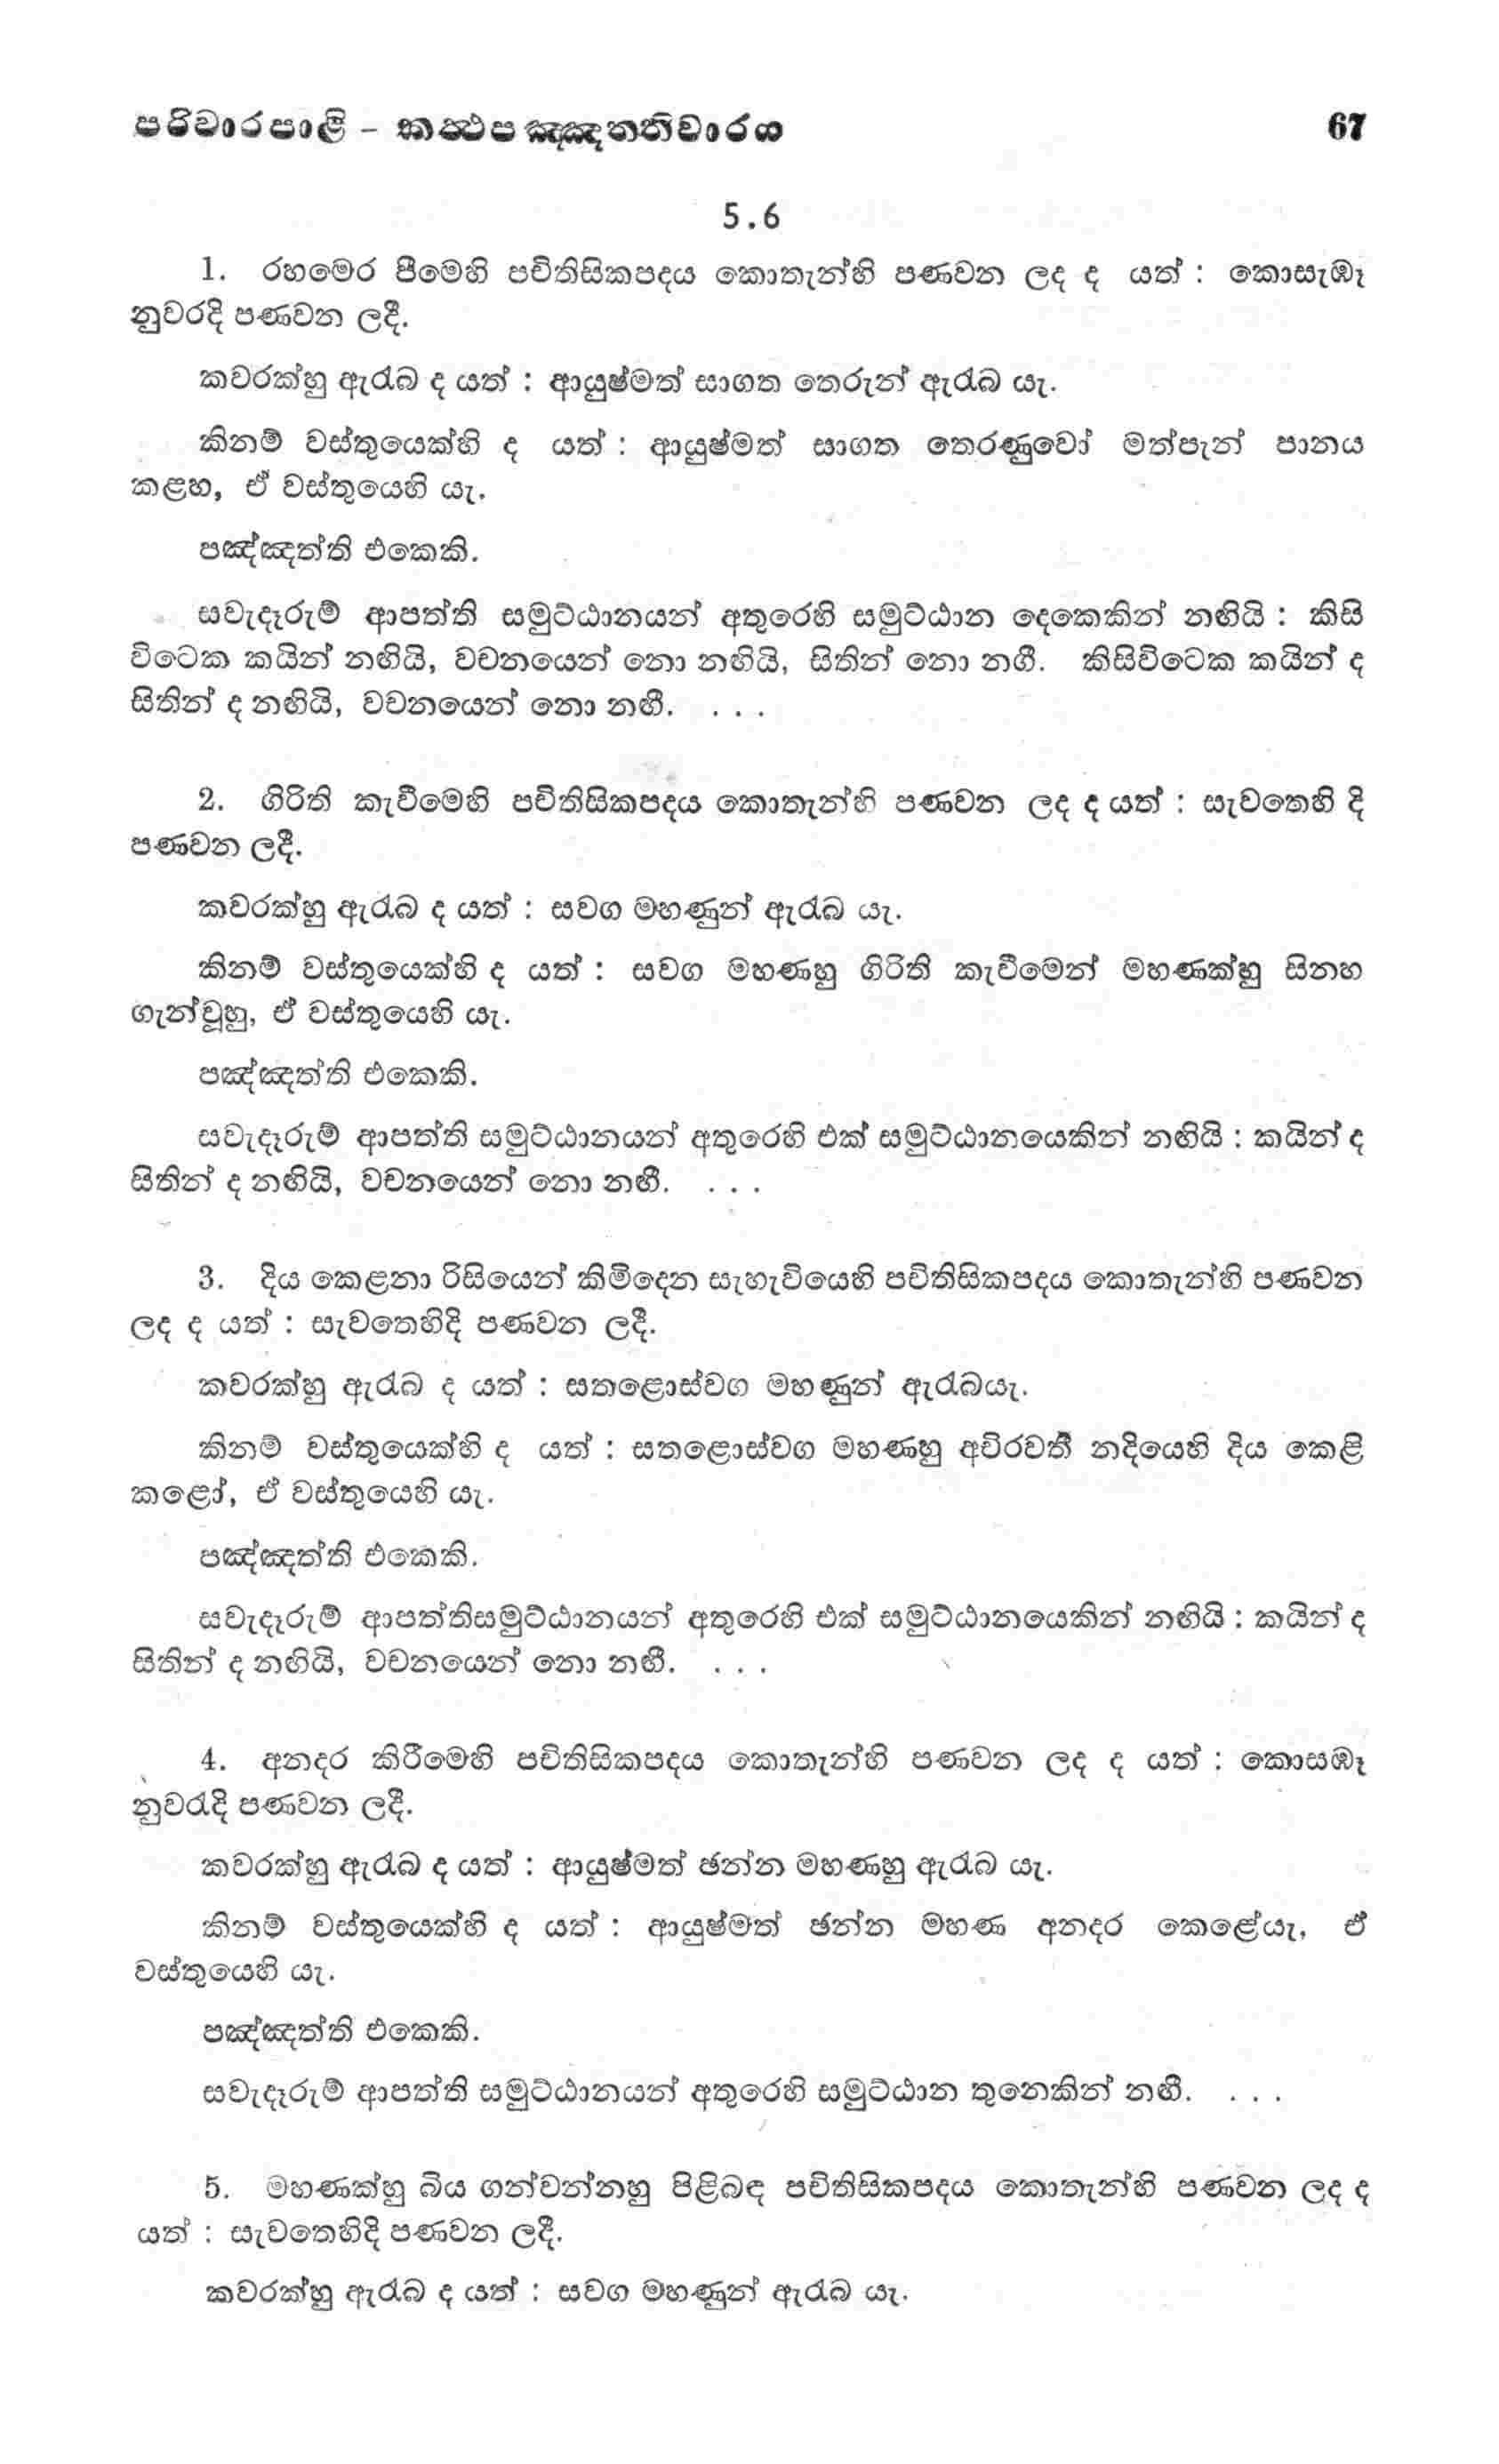 පරිවාරපාළි – කත්ථපඤ්ඤත්තිවාරය 67
5.6
1. රහමෙර පීමෙහි පචිතිසිකපදය කොතැන්හි පණවන ලද ද යත් : කොසැඹෑ
නුවරදි පණවන ලදී.
කවරක්හු ඇරැබ ද යත් : ආයුෂ්මත් සාගත තෙරුන් ඇරැබ යැ.
කිනම් වස්තුයෙක්හි ද යත් : ආයුෂ්මත් සාගත තෙරණුවෝ මත්පැන් පානය
කළහ, ඒ වස්තුයෙහි යැ.
පඤ්ඤත්ති එකෙකි.
සවැදෑරුම් ආපත්ති සමුට්ඨානයන් අතුරෙහි සමුට්ඨාන දෙකෙකින් නඟියි : කිසි
විටෙක කයින් නඟියි, වචනයෙන් නො නඟියි, සිතින් නො නගී. කිසිවිටෙක කයින් ද
සිතින් ද නඟියි, වචනයෙන් නො නඟී. . . .
2. ගිරිති කැවීමෙහි පචිතිසිකපදය කොතැන්හි පණවන ලද ද යත් : සැවතෙහි දි
පණවන ලදී.
කවරක්හු ඇරැබ ද යත් : සවග මහණුන් ඇරැබ යැ.
කිනම් වස්තුයෙක්හි ද යත් : සවග මහණහු ගිරිති කැවීමෙන් මහණක්හු සිනහ
ගැන්වූහු, ඒ වස්තුයෙහි යැ.
පඤ්ඤත්ති එකෙකි.
සවැදෑරුම් ආපත්ති සමුට්ඨානයන් අතුරෙහි එක් සමුට්ඨානයෙකින් නඟියි : කයින් ද
සිතින් ද නඟියි, වචනයෙන් නො නඟී. . . .
3. දිය කෙළනා රිසියෙන් කිමිදෙන සැහැවියෙහි පචිතිසිකපදය කොතැන්හි පණවන
ලද ද යත් : සැවතෙහිදි පණවන ලදී.
කවරක්හු ඇරැබ ද යත් : සතළොස්වග මහණුන් ඇරැබයැ.
කිනම් වස්තුයෙක්හි ද යත් : සතළොස්වග මහණහු අචිරවතී නදියෙහි දිය කෙළි
කළෝ, ඒ වස්තුයෙහි යැ.
පඤ්ඤත්ති එකෙකි.
සවැදෑරුම් ආපත්තිසමුට්ඨානයන් අතුරෙහි එක් සමුට්ඨානයෙකින් නඟියි : කයින් ද
සිතින් ද නඟියි, වචනයෙන් නො නඟී. . . .
4. අනදර කිරීමෙහි පචිතිසිකපදය කොතැන්හි පණවන ලද ද යත් : කොසඹෑ
නුවරැදි පණවන ලදී.
කවරක්හු ඇරැබ ද යත් : ආයුෂ්මත් ඡන්න මහණහු ඇරැබ යැ.
කිනම් වස්තුයෙක්හි ද යත් : ආයුෂ්මත් ඡන්න මහණ අනදර කෙළේයැ, ඒ
වස්තුයෙහි යැ.
පඤ්ඤත්ති එකෙකි.
සවැදෑරුම් ආපත්ති සමුට්ඨානයන් අතුරෙහි සමුට්ඨාන තුනෙකින් නඟී. . . .
5. මහණක්හු බිය ගන්වන්නහු පිළිබඳ පචිතිසිකපදය කොතැන්හි පණවන ලද ද
යත් : සැවතෙහිදි පණවන ලදී.
කවරක්හු ඇරැබ ද යත් : සවග මහණුන් ඇරැබ යැ.